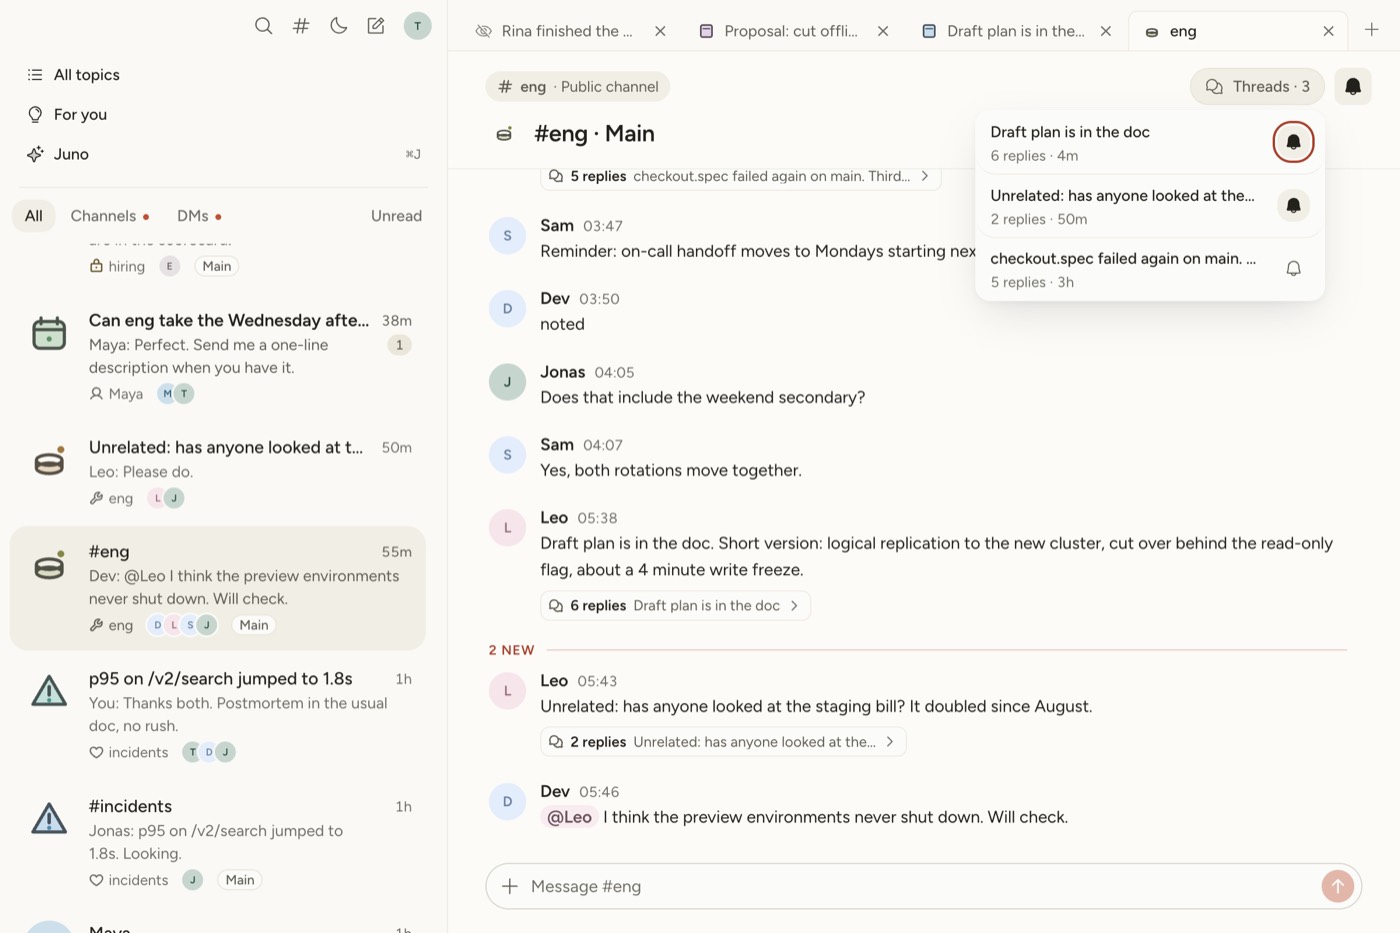 T
All topics
For you
Juno
⌘J
All
Channels
DMs
Unread
hiring
E
Main
Can eng take the Wednesday afte...
38m
Maya: Perfect. Send me a one-line
1
description when you have it.
Maya
M
T
Unrelated: has anyone looked at t...
50m
Leo: Please do.
eng
L
J
#eng
55m
Dev: @Leo I think the preview environments
never shut down. Will check.
eng
D
L
S
J
Main
p95 on /v2/search jumped to 1.8s
1h
You: Thanks both. Postmortem in the usual
doc, no rush.
incidents
T
D
J
#incidents
1h
Jonas: p95 on /v2/search jumped to
1.8s. Looking.
incidents
J
Main
Maya
1h
Rina finished the ...
Proposal: cut offli...
Draft plan is in the...
eng
# eng · Public channel
Threads · 3
#eng · Main
Draft plan is in the doc
6 replies · 4m
Unrelated: has anyone looked at the...
2 replies · 50m
checkout.spec failed again on main. ...
5 replies · 3h
5 replies checkout.spec failed again on main. Third...
S
Sam 03:47
Reminder: on-call handoff moves to Mondays starting nex
D
Dev 03:50
noted
J
Jonas 04:05
Does that include the weekend secondary?
S
Sam 04:07
Yes, both rotations move together.
L
Leo 05:38
Draft plan is in the doc. Short version: logical replication to the new cluster, cut over behind the read-only
flag, about a 4 minute write freeze.
6 replies Draft plan is in the doc
2 NEW
L
Leo 05:43
Unrelated: has anyone looked at the staging bill? It doubled since August.
2 replies Unrelated: has anyone looked at the...
D
Dev 05:46
@Leo I think the preview environments never shut down. Will check.
Message #eng